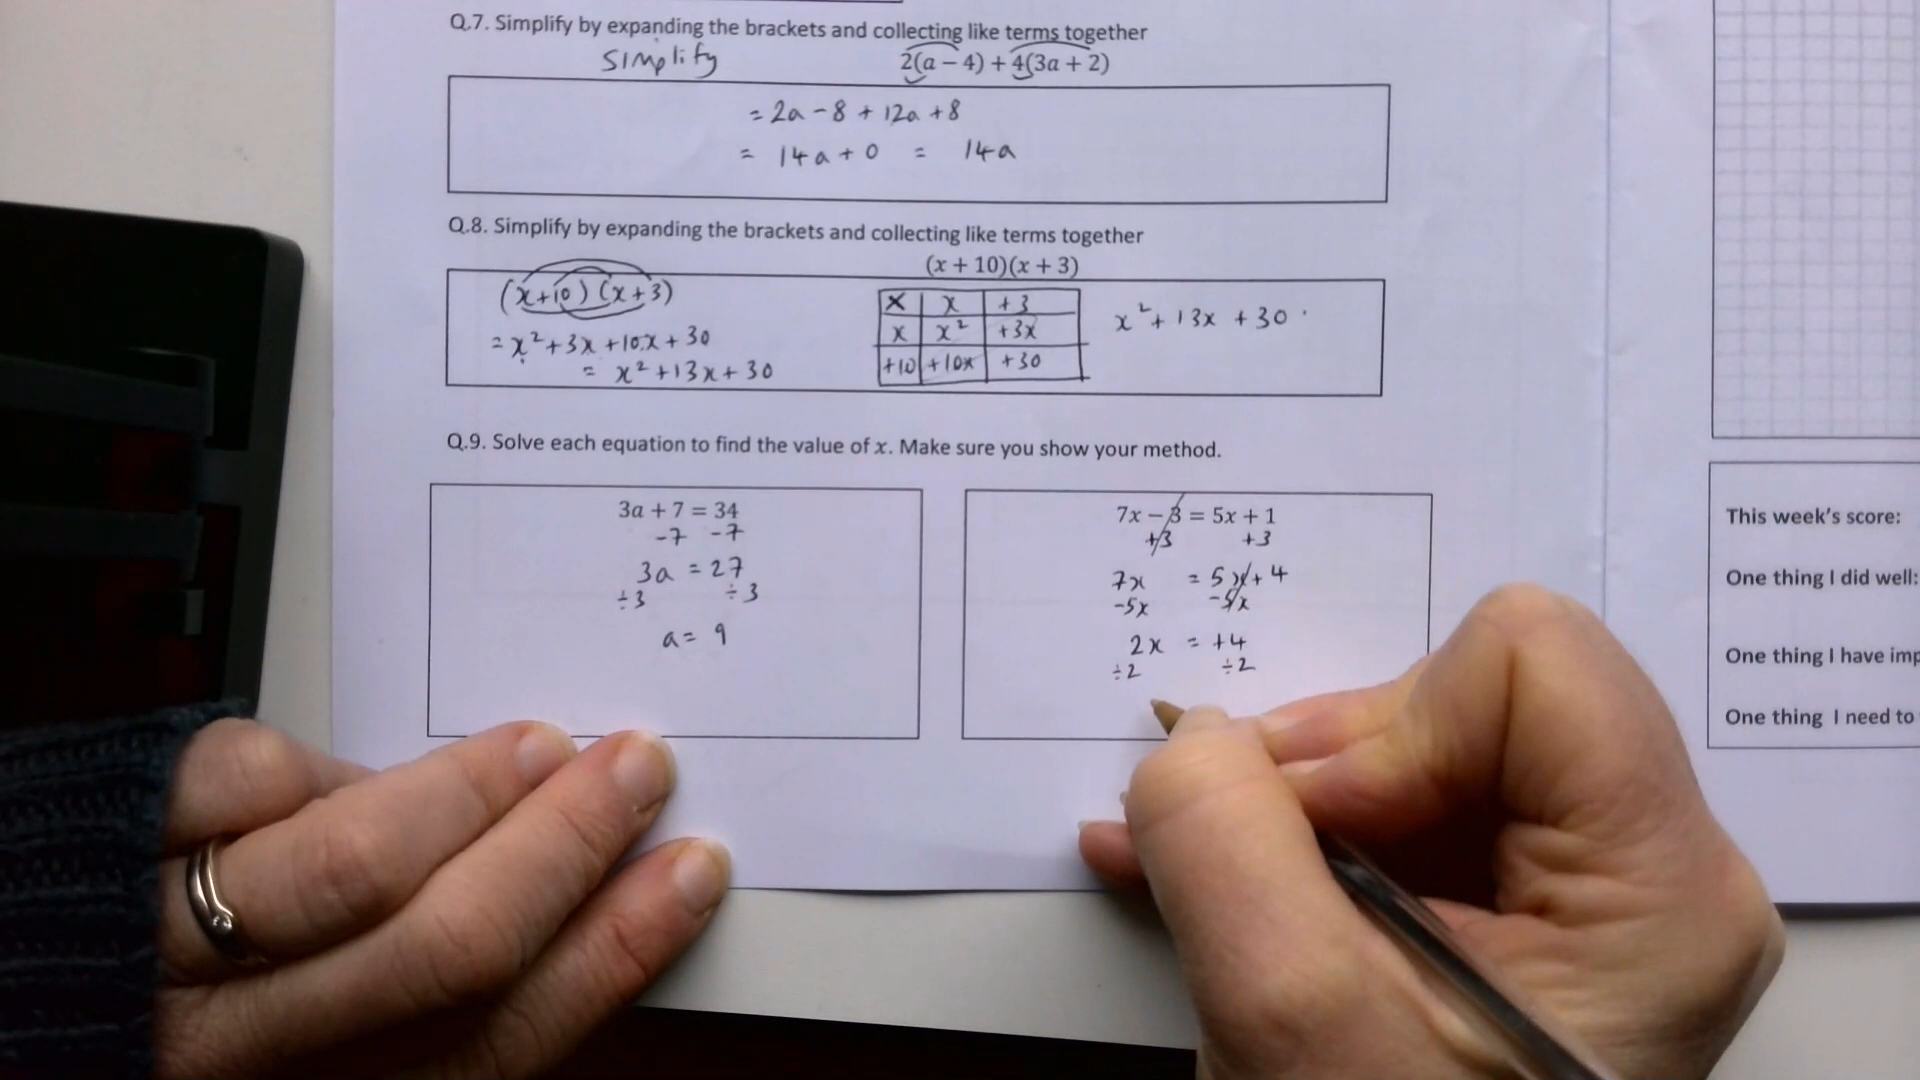 Q.7. Simplify by expanding the brackets and collecting like terms together
Simplify
2(a − 4) + 4(3a + 2)
= 2a - 8 + 12a + 8
= 14a + 0 = 14a
Q.8. Simplify by expanding the brackets and collecting like terms together
(x + 10)(x + 3)
(x+10)(x+3)
= x² + 3x + 10x + 30
= x² + 13x + 30
× x +3
x x² +3x
+10 +10x +30
x² + 13x + 30
Q.9. Solve each equation to find the value of x. Make sure you show your method.
3a + 7 = 34
-7 -7
3a = 27
÷3 ÷3
a = 9
7x − 3 = 5x + 1
+3 +3
7x = 5x + 4
-5x -5x
2x = +4
÷2 ÷2
This week's score:
One thing I did well:
One thing I have
One thing I need to